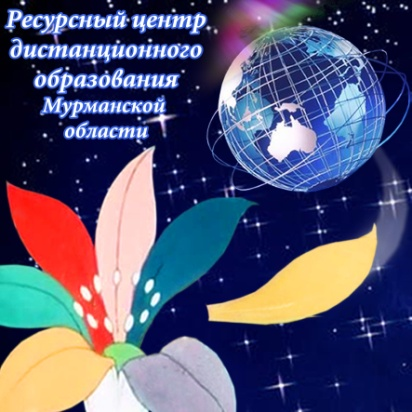 Ресурсный центр
дистанционного
образования
Мурманской
области